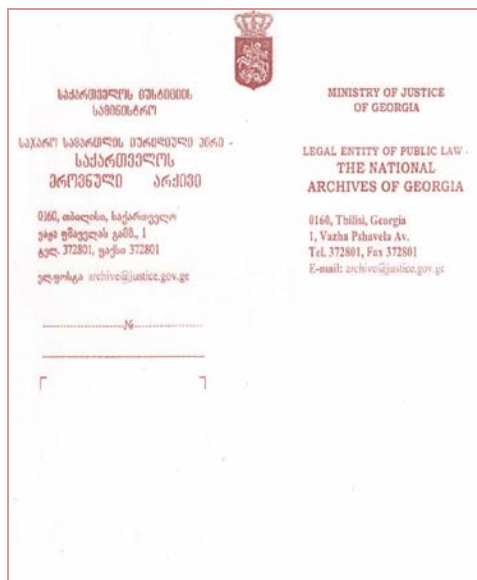 საქართველოს იუსტიციის
სამინისტრო
საჯარო სამართლის იურიდიული პირი -
საქართველოს
ეროვნული არქივი
0160, თბილისი, საქართველო
ვაჟა ფშაველას გამზ., 1
ტელ. 372801, ფაქსი 372801
ელ.ფოსტა archive@justice.gov.ge
№
MINISTRY OF JUSTICE
OF GEORGIA
LEGAL ENTITY OF PUBLIC LAW -
THE NATIONAL
ARCHIVES OF GEORGIA
0160, Tbilisi, Georgia
1, Vazha Pshavela Av.
Tel. 372801, Fax 372801
E-mail: archive@justice.gov.ge